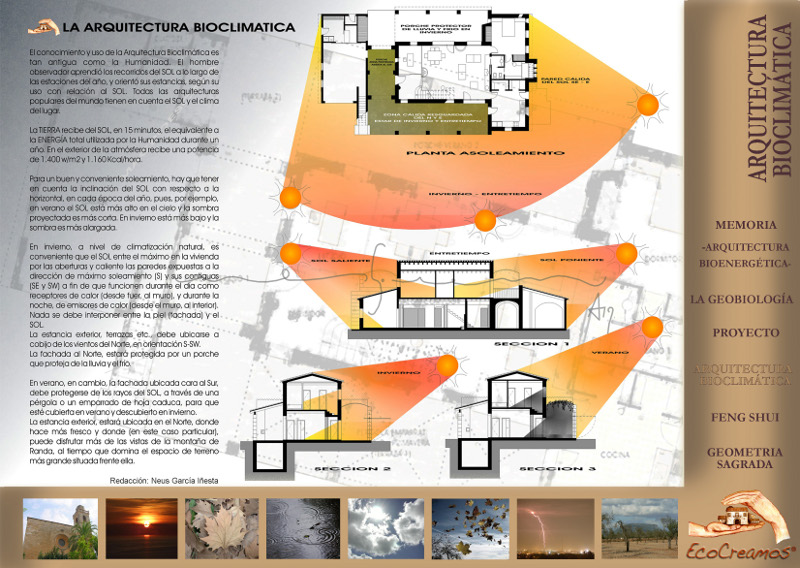 LA ARQUITECTURA BIOCLIMATICA
El conocimiento y uso de la Arquitectura Bioclimática es
tan antigua como la Humanidad. El hombre
observador aprendió los recorridos del SOL a lo largo de
las estaciones del año, y orientó sus estancias, según su
uso con relación al SOL. Todas las arquitecturas
populares del mundo tienen en cuenta el SOL y el clima
del lugar.
La TIERRA recibe del SOL, en 15 minutos, el equivalente a
la ENERGÍA total utilizada por la Humanidad durante un
año. En el exterior de la atmósfera recibe una potencia
de 1.400 w/m2 y 1.160 Kcal/hora.
Para un buen y conveniente soleamiento, hay que tener
en cuenta la inclinación del SOL con respecto a la
horizontal, en cada época del año, pues, por ejemplo,
en verano el SOL está más alto en el cielo y la sombra
proyectada es más corta. En invierno está más bajo y la
sombra es más alargada.
En invierno, a nivel de climatización natural, es
conveniente que el SOL entre el máximo en la vivienda
por las aberturas y caliente las paredes expuestas a la
dirección de máximo soleamiento (S) y sus contiguas
(SE y SW) a fin de que funcionen durante el día como
receptores de calor (desde fuer, al muro), y durante la
noche, de emisores de calor (desde el muro, al interior).
Nada se debe interponer entre la piel (fachada) y el
SOL.
La estancia exterior, terrazas etc., debe ubicarse a
cobijo de los vientos del Norte, en orientación S-SW.
La fachada al Norte, estará protegida por un porche
que proteja de la lluvia y el frío.
En verano, en cambio, la fachada ubicada cara al Sur,
debe protegerse de los rayos del SOL, a través de una
pérgola o un emparrado de hoja caduca, para que
esté cubierta en verano y descubierto en invierno.
La estancia exterior, estará ubicada en el Norte, donde
hace más fresco y donde (en este caso particular),
puede disfrutar más de las vistas de la montaña de
Randa, al tiempo que domina el espacio de terreno
más grande situada frente ella.
Redacción: Neus García Iñesta
PORCHE PROTECTOR
DE LLUVIA Y FRIO EN
INVIERNO
PARED CALIDA
DEL SUR SE - E
ZONA CALIDA RESGUARDADA
DEL N Y E
ESTAR DE INVIERNO Y ENTRETIEMPO
PLANTA ASOLEAMIENTO
INVIERNO - ENTRETIEMPO
ENTRETIEMPO
SOL SALIENTE
SOL PONIENTE
SECCION 1
INVIERNO
VERANO
SECCION 2
SECCION 3
COCINA
ARQUITECTURA
BIOCLIMÁTICA
MEMORIA
-ARQUITECTURA
BIOENERGÉTICA-
LA GEOBIOLOGÍA
PROYECTO
ARQUITECTURA
BIOCLIMÁTICA
FENG SHUI
GEOMETRIA
SAGRADA
EcoCreamos®